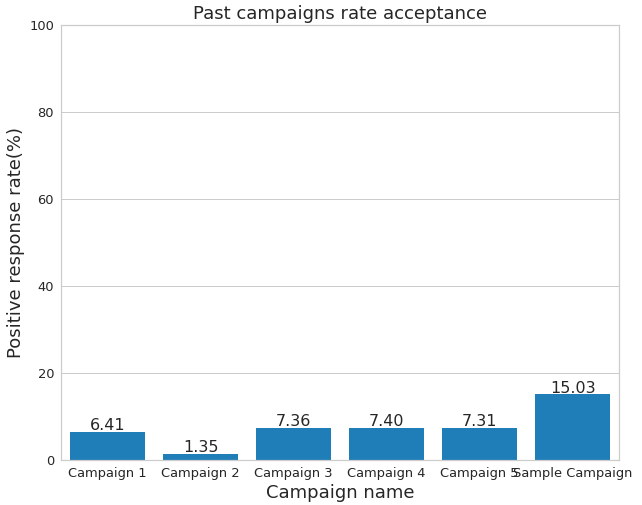 Past campaigns rate acceptance
100
80
60
40
20
0
Positive response rate(%)
6.41
1.35
7.36
7.40
7.31
15.03
Campaign 1
Campaign 2
Campaign 3
Campaign 4
Campaign 5
Sample Campaign
Campaign name